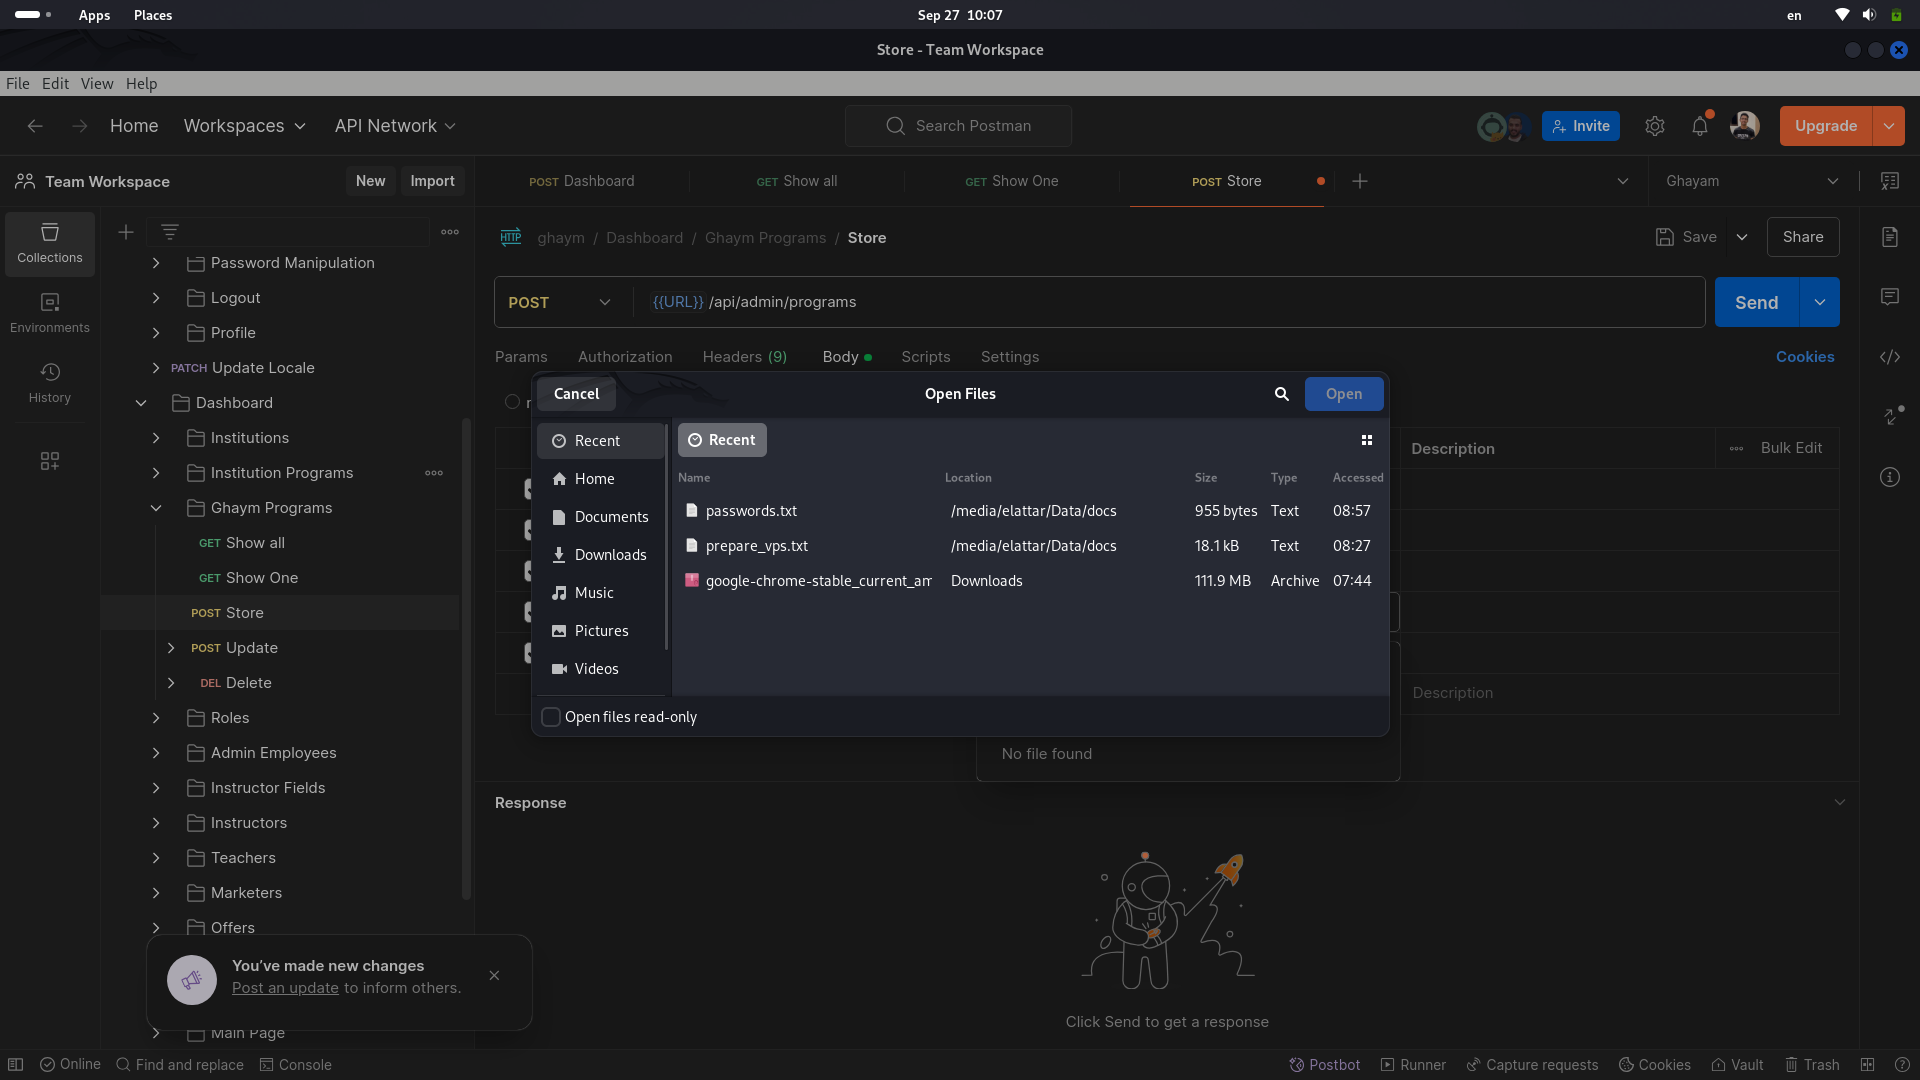 Apps Places Sep 27 10:07 en
Store - Team Workspace
File Edit View Help
Home Workspaces API Network Search Postman Invite Upgrade
Team Workspace New Import POST Dashboard GET Show all GET Show One POST Store Ghayam
Collections
Environments
History
Password Manipulation
Logout
Profile
PATCH Update Locale
Dashboard
Institutions
Institution Programs
Ghaym Programs
GET Show all
GET Show One
POST Store
POST Update
DEL Delete
Roles
Admin Employees
Instructor Fields
Instructors
Teachers
Marketers
Offers
Main Page
You've made new changes
Post an update to inform others.
HTTP ghaym / Dashboard / Ghaym Programs / Store Save Share
POST {{URL}} /api/admin/programs Send
Params Authorization Headers (9) Body Scripts Settings Cookies
Description Bulk Edit
Description
Cancel Open Files Open
Recent
Home
Documents
Downloads
Music
Pictures
Videos
Recent
Name Location Size Type Accessed
passwords.txt /media/elattar/Data/docs 955 bytes Text 08:57
prepare_vps.txt /media/elattar/Data/docs 18.1 kB Text 08:27
google-chrome-stable_current_am Downloads 111.9 MB Archive 07:44
Open files read-only
No file found
Response
Click Send to get a response
Online Find and replace Console Postbot Runner Capture requests Cookies Vault Trash